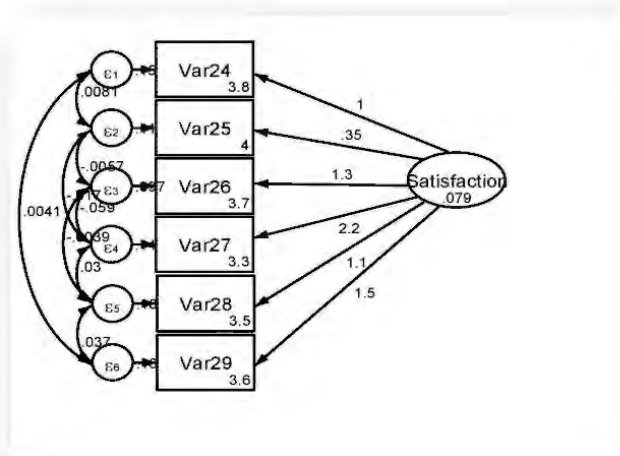 ε1
Var24
3.8
.0081
1
ε2
Var25
4
.35
-.0057
ε3
Var26
3.7
1.3
Satisfaction
.079
.0041
-.059
ε4
Var27
3.3
2.2
.03
ε5
Var28
3.5
1.1
1.5
.037
ε6
Var29
3.6